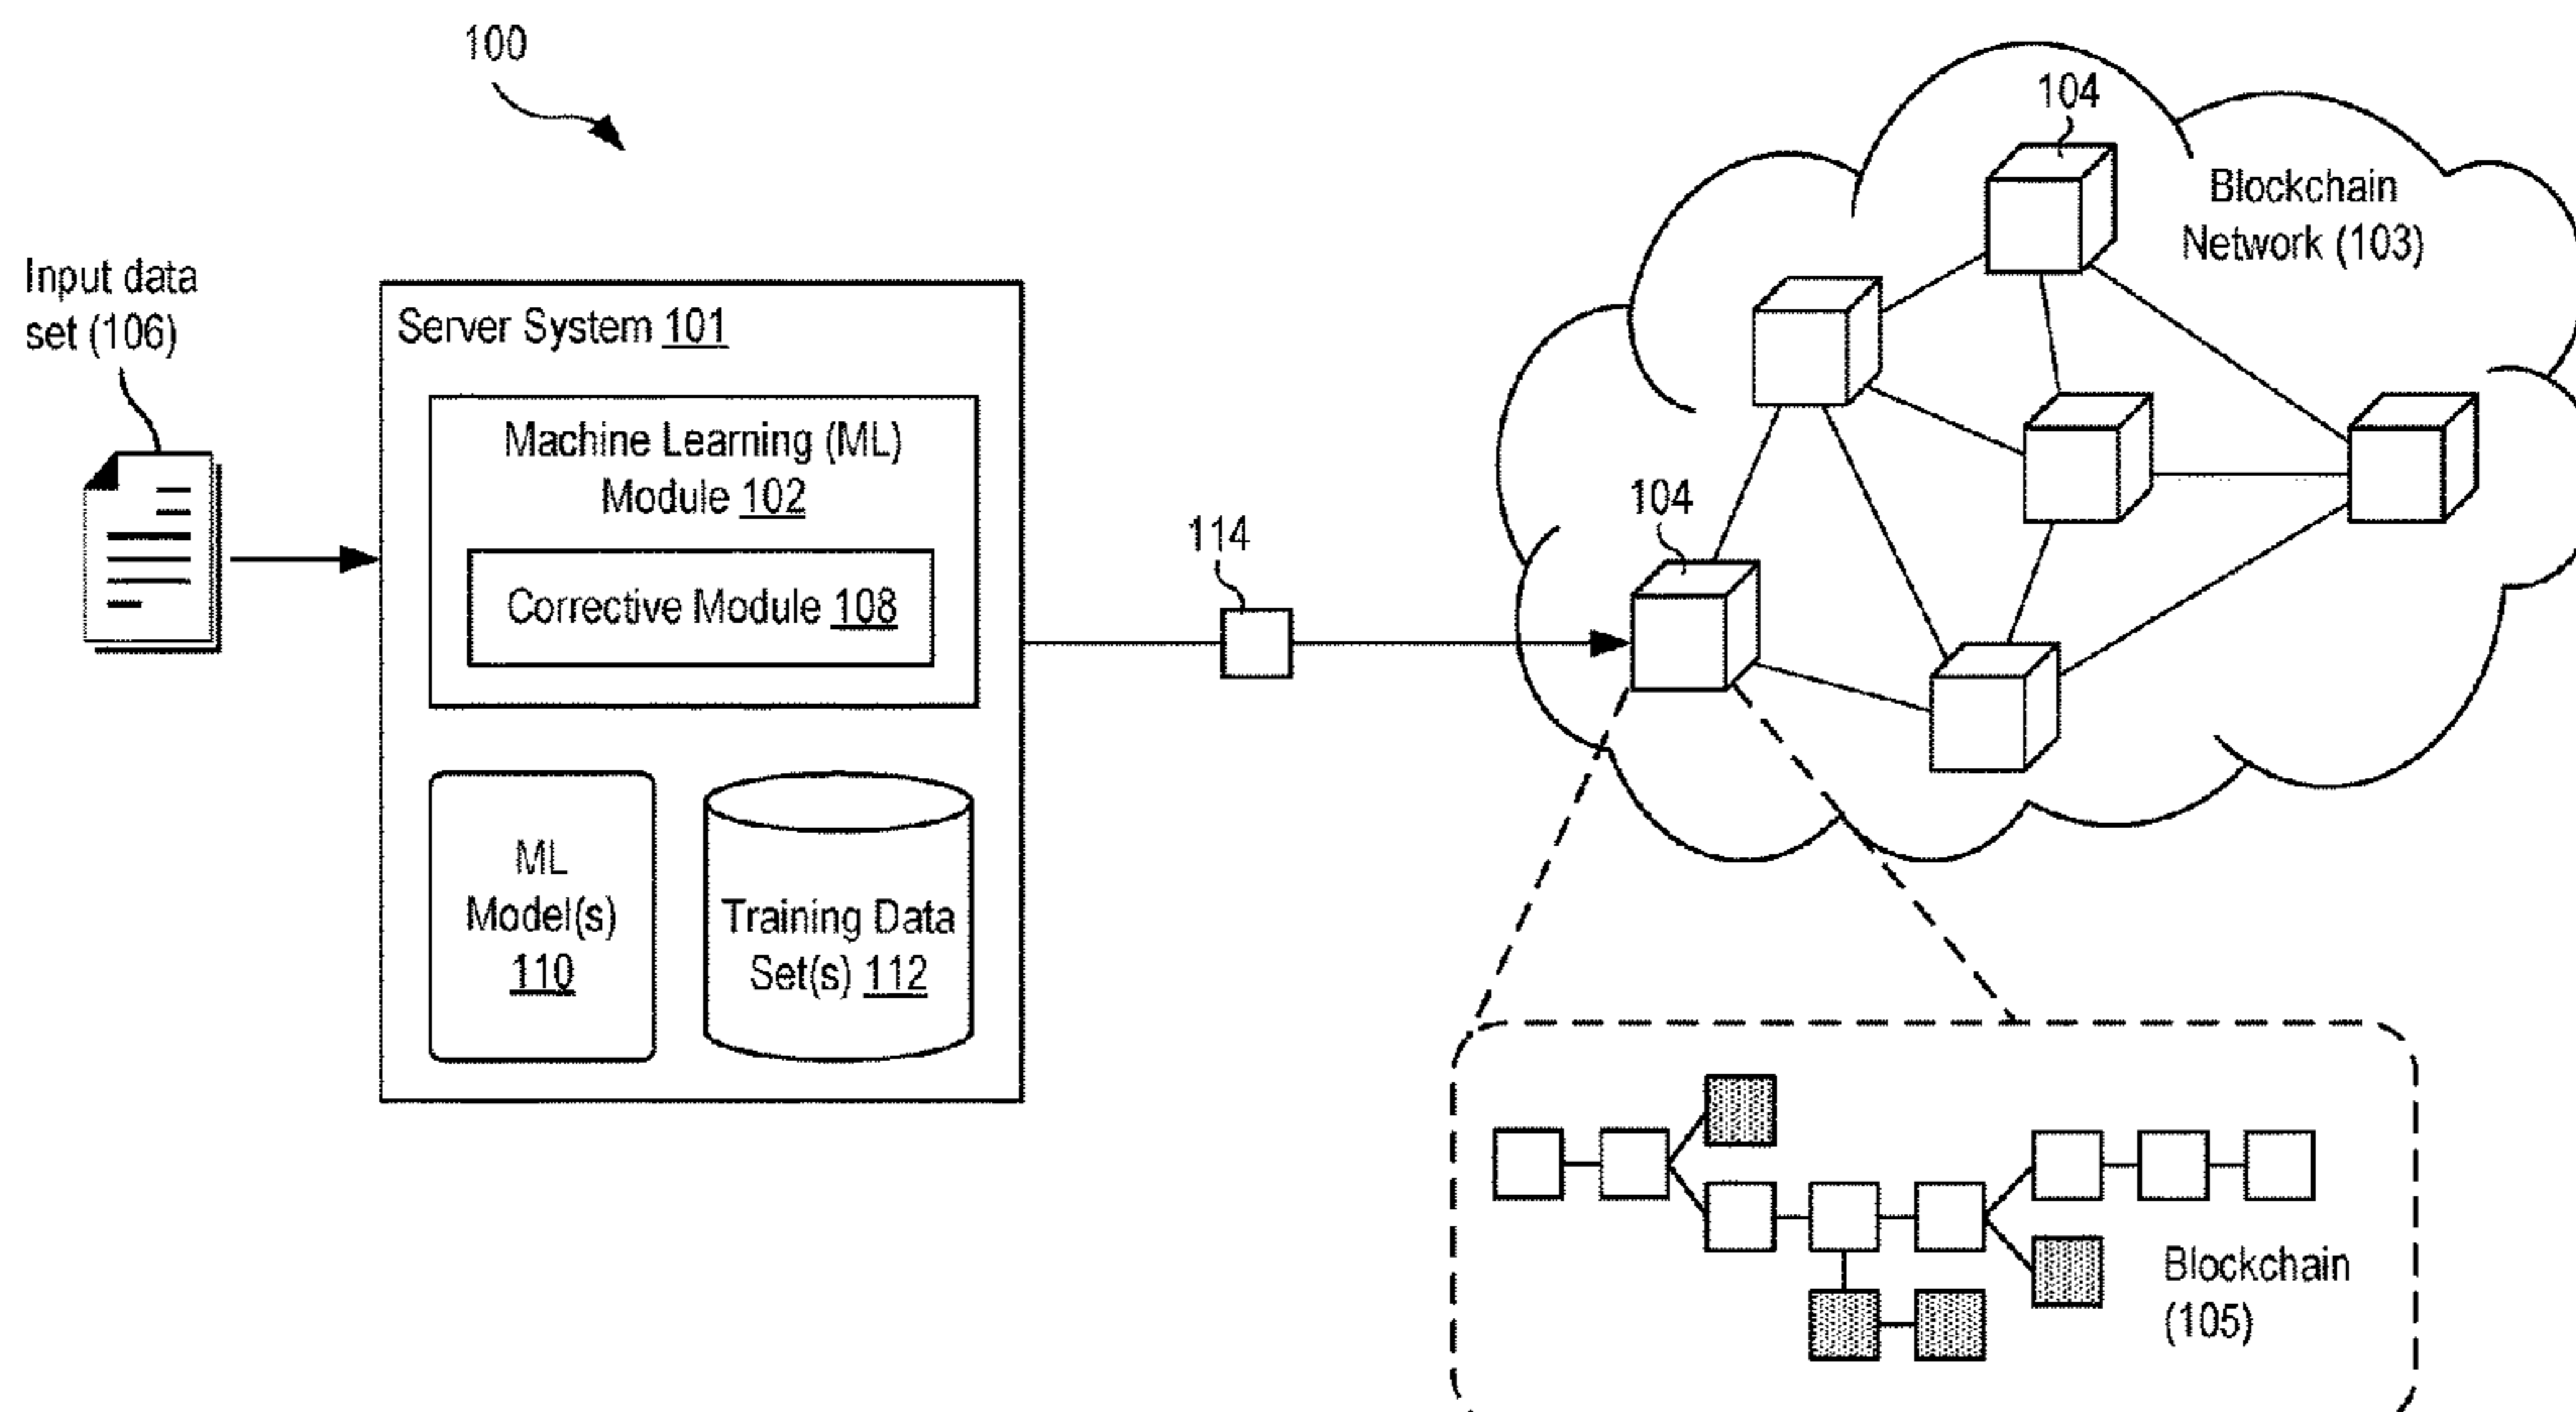 100
Input data
set (106)
Server System 101
Machine Learning (ML)
Module 102
Corrective Module 108
ML
Model(s)
110
Training Data
Set(s) 112
114
104
Blockchain
Network (103)
104
Blockchain
(105)